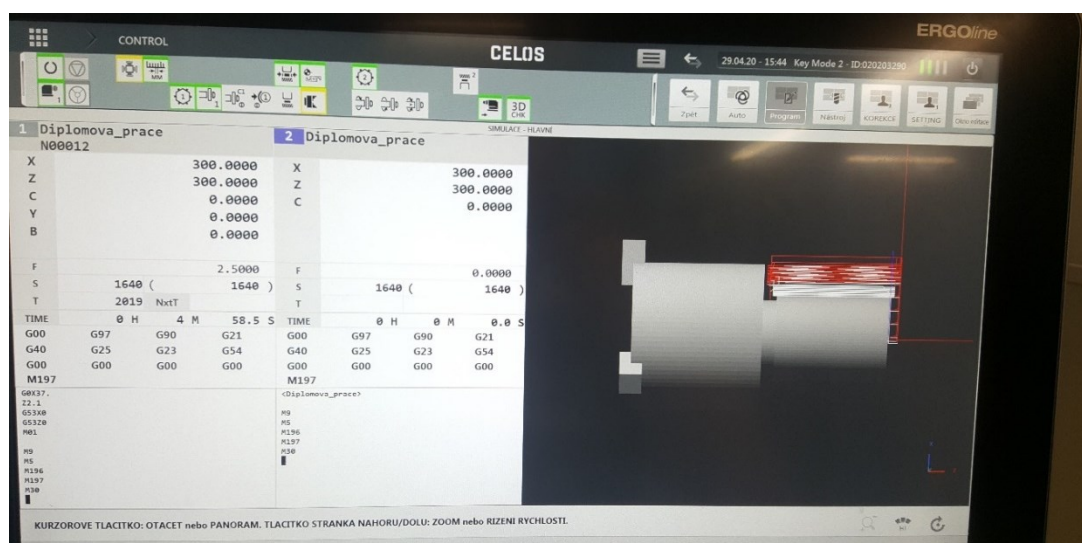 ERGOline
CONTROL
CELOS
29.04.20 - 15:44 Key Mode 2 - ID:020203290
MM
3D
CHK
Zpět
Auto
Program
Nástroj
KOREKCE
SETTING
SIMULACE - HLAVNÍ
1 Diplomova_prace
N00012
X 300.0000
Z 300.0000
C 0.0000
Y 0.0000
B 0.0000
F 2.5000
S 1640 ( 1640 )
T 2019 NxtT
TIME 0 H 4 M 58.5 S
G00 G97 G90 G21
G40 G25 G23 G54
G00 G00 G00 G00
M197
G0X37.
Z2.1
G53X0
G53Z0
M01
M9
M5
M196
M197
M30
2 Diplomova_prace
X 300.0000
Z 300.0000
C 0.0000
F 0.0000
S 1640 ( 1640 )
T
TIME 0 H 0 M 0.0 S
G00 G97 G90 G21
G40 G25 G23 G54
G00 G00 G00 G00
M197
<Diplomova_prace>
M9
M5
M196
M197
M30
KURZOROVE TLACITKO: OTACET nebo PANORAM. TLACITKO STRANKA NAHORU/DOLU: ZOOM nebo RIZENI RYCHLOSTI.